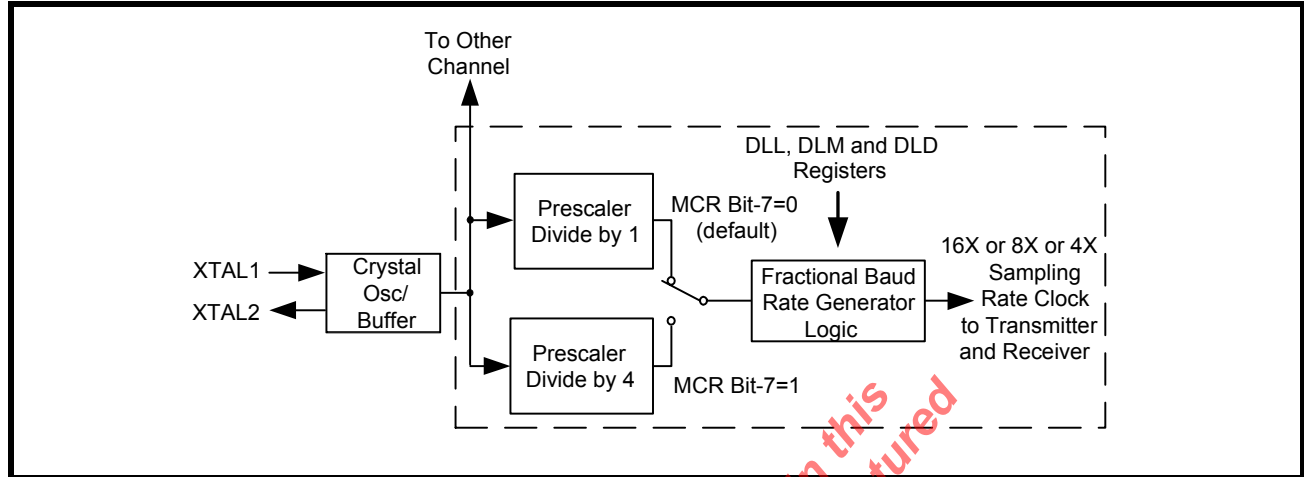 To Other
Channel
DLL, DLM and DLD
Registers
Prescaler
Divide by 1
MCR Bit-7=0
(default)
16X or 8X or 4X
Sampling
Rate Clock
to Transmitter
and Receiver
XTAL1
XTAL2
Crystal
Osc/
Buffer
Fractional Baud
Rate Generator
Logic
Prescaler
Divide by 4
MCR Bit-7=1
in this